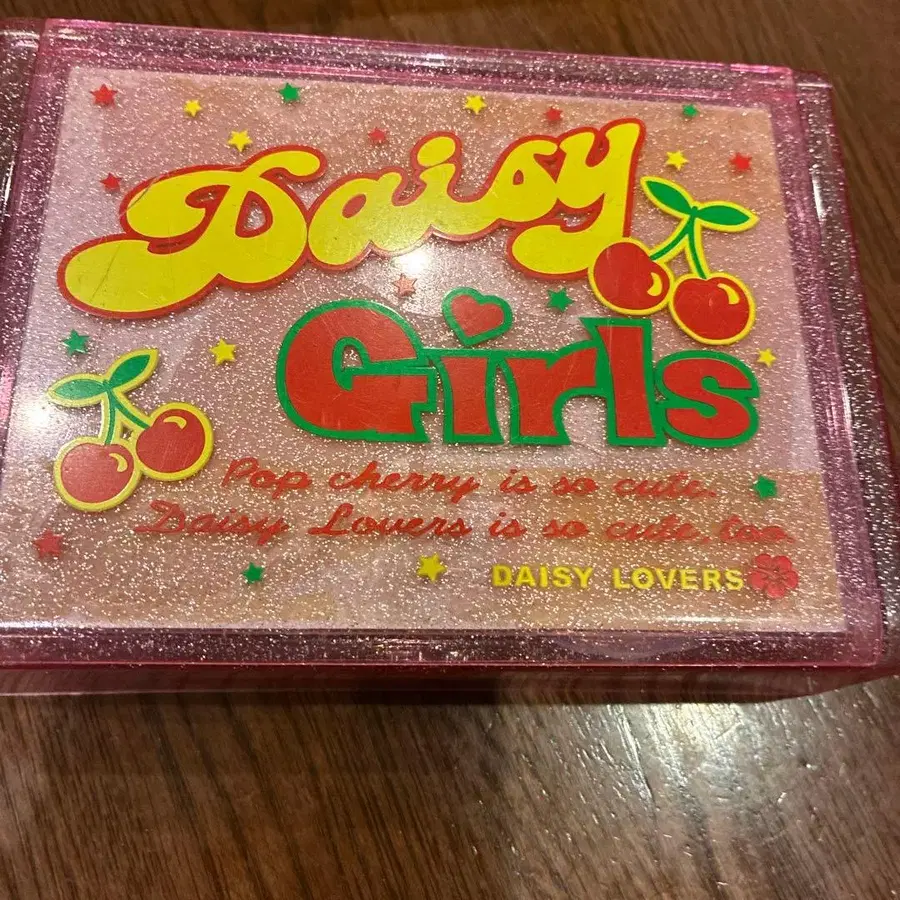 Daisy
Girls
Pop cherry is so cute.
Daisy Lovers is so cute, too.
DAISY LOVERS